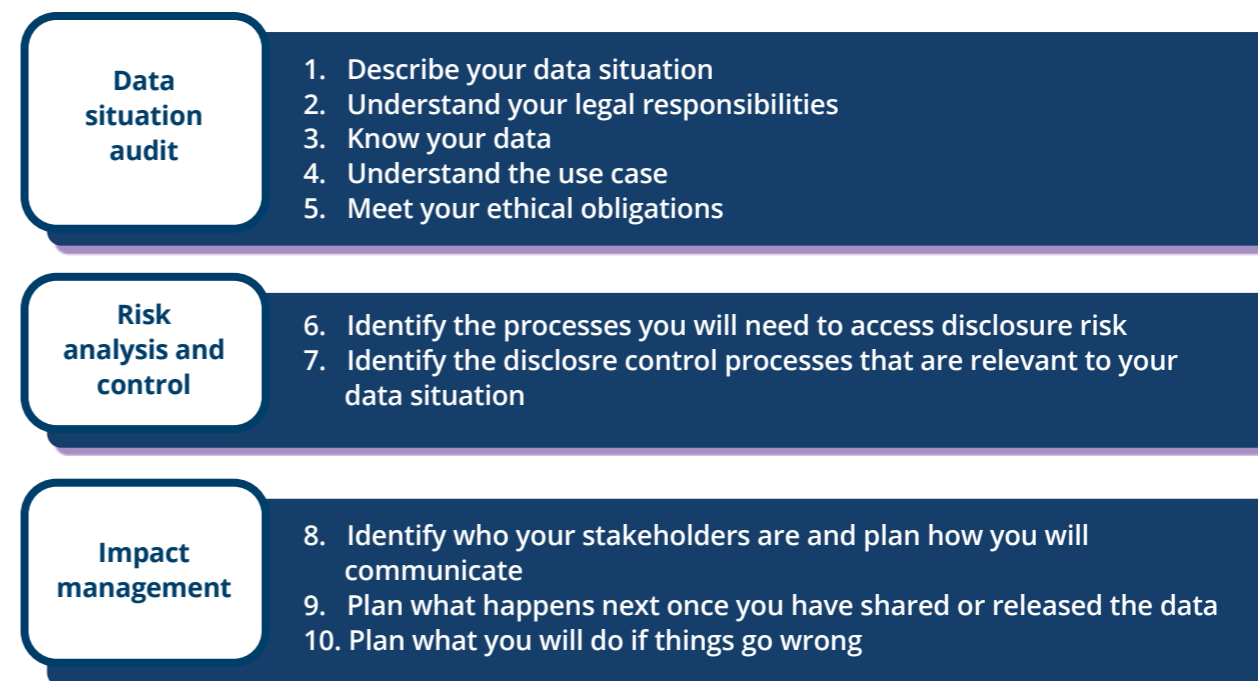 Data
situation
audit
1. Describe your data situation
2. Understand your legal responsibilities
3. Know your data
4. Understand the use case
5. Meet your ethical obligations
Risk
analysis and
control
6. Identify the processes you will need to access disclosure risk
7. Identify the disclosre control processes that are relevant to your
data situation
Impact
management
8. Identify who your stakeholders are and plan how you will
communicate
9. Plan what happens next once you have shared or released the data
10. Plan what you will do if things go wrong